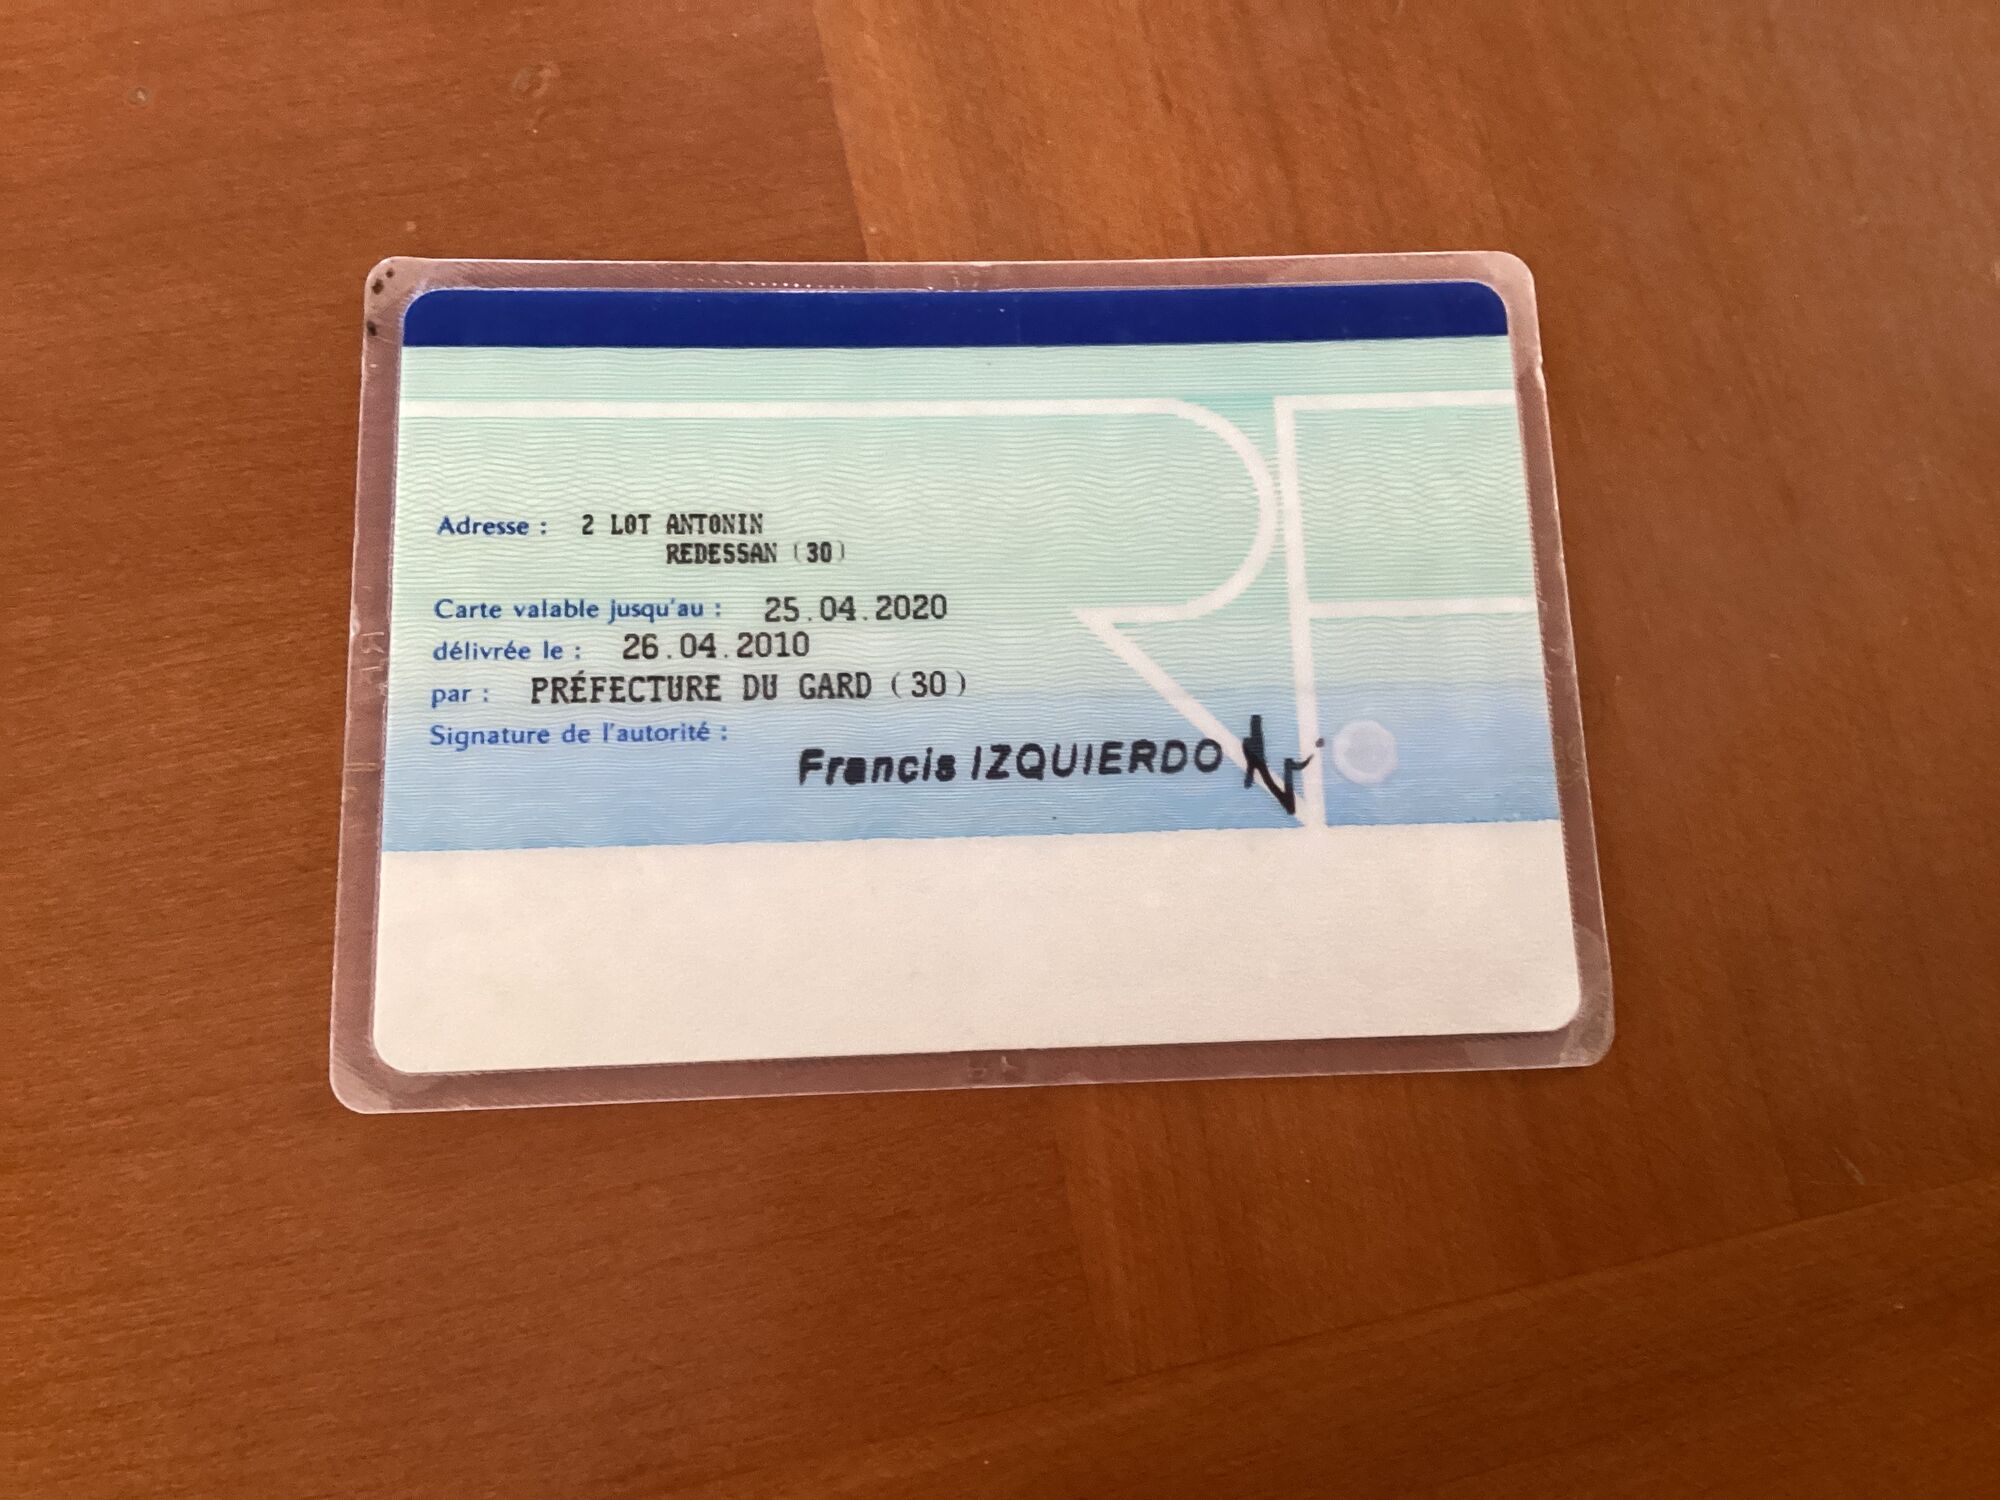 Adresse : 2 LOT ANTONIN
REDESSAN (30)
Carte valable jusqu'au : 25.04.2020
délivrée le : 26.04.2010
par : PRÉFECTURE DU GARD (30)
Signature de l'autorité :
Francis IZQUIERDO
RF